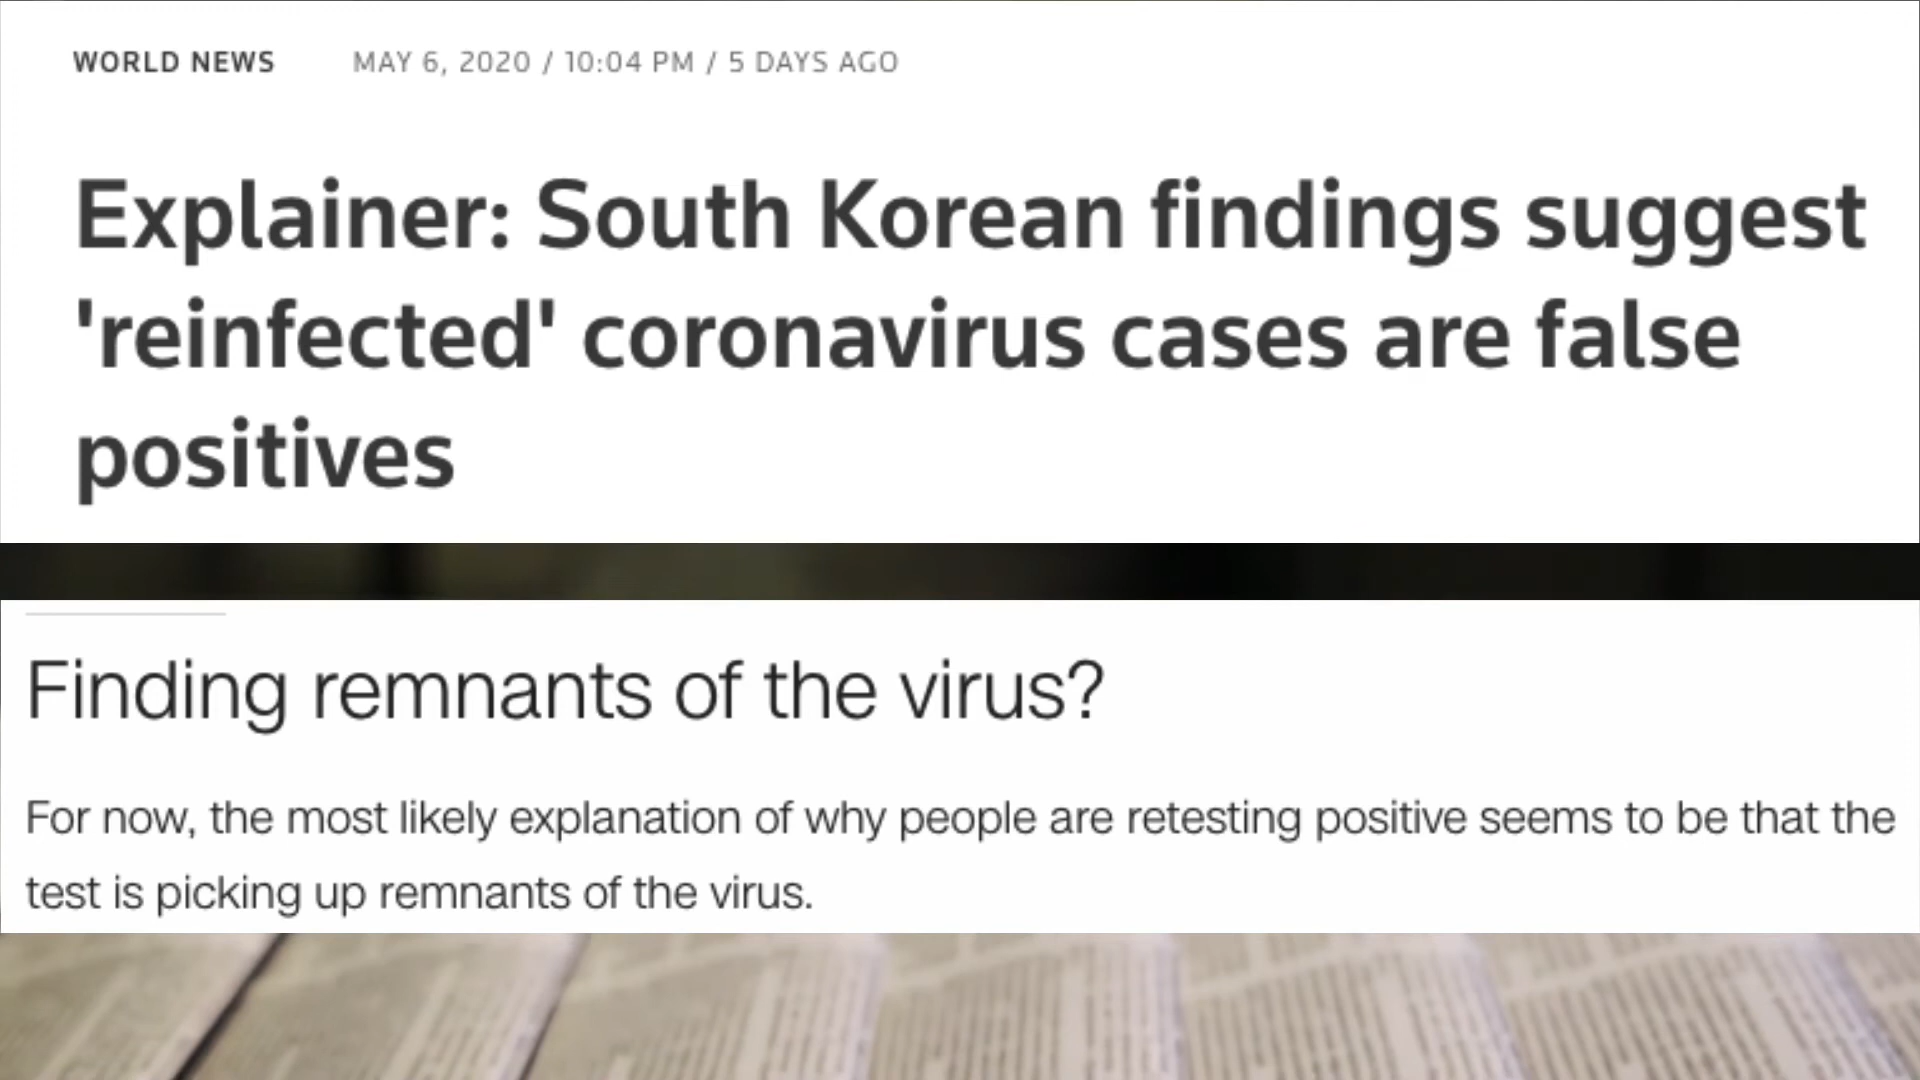 WORLD NEWS MAY 6, 2020 / 10:04 PM / 5 DAYS AGO
Explainer: South Korean findings suggest
'reinfected' coronavirus cases are false
positives
Finding remnants of the virus?
For now, the most likely explanation of why people are retesting positive seems to be that the
test is picking up remnants of the virus.